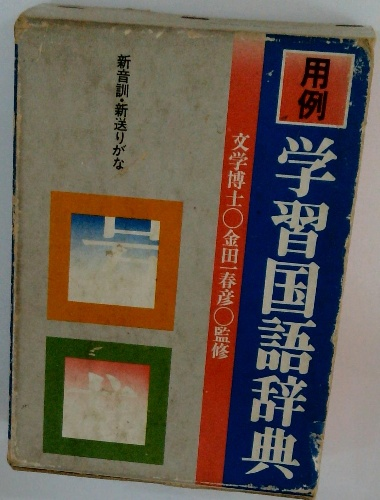 用例
学習国語辞典
文学博士○金田一春彦○監修
新音訓・新送りがな